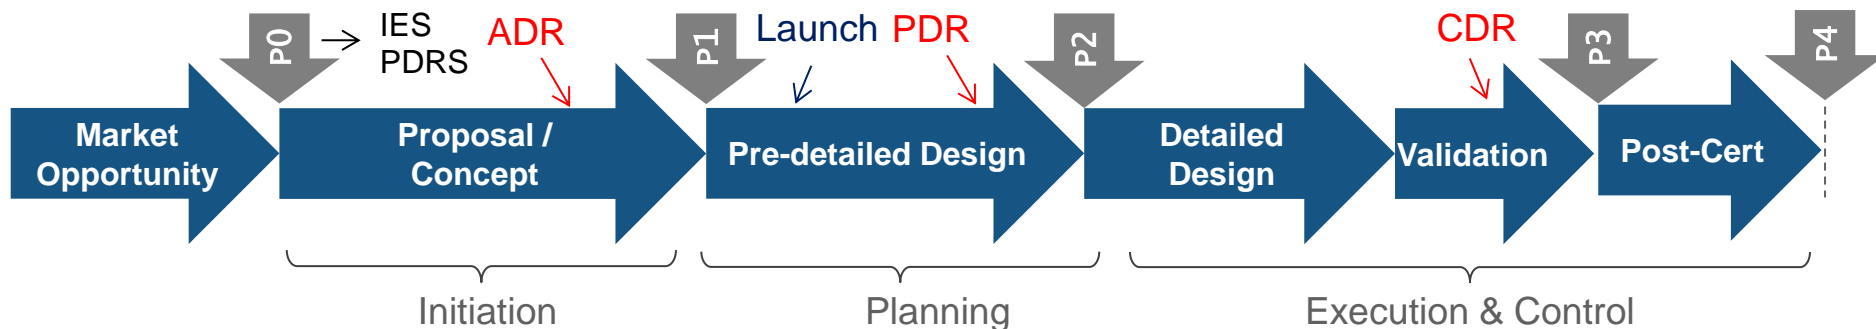 P0
IES
PDRS
ADR
P1
Launch
PDR
P2
CDR
P3
P4
Market
Opportunity
Proposal /
Concept
Pre-detailed Design
Detailed
Design
Validation
Post-Cert
Initiation
Planning
Execution & Control